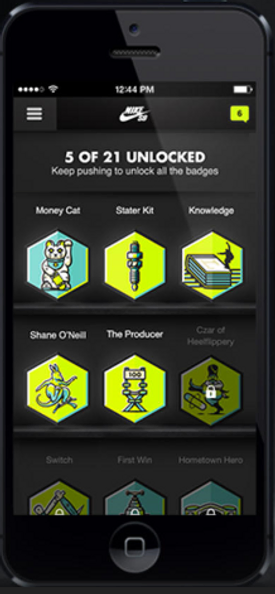 12:44 PM
NIKE SB
6
5 OF 21 UNLOCKED
Keep pushing to unlock all the badges
Money Cat
Stater Kit
Knowledge
Shane O'Neill
The Producer
Czar of
Heelflippery
100
Switch
First Win
Hometown Hero